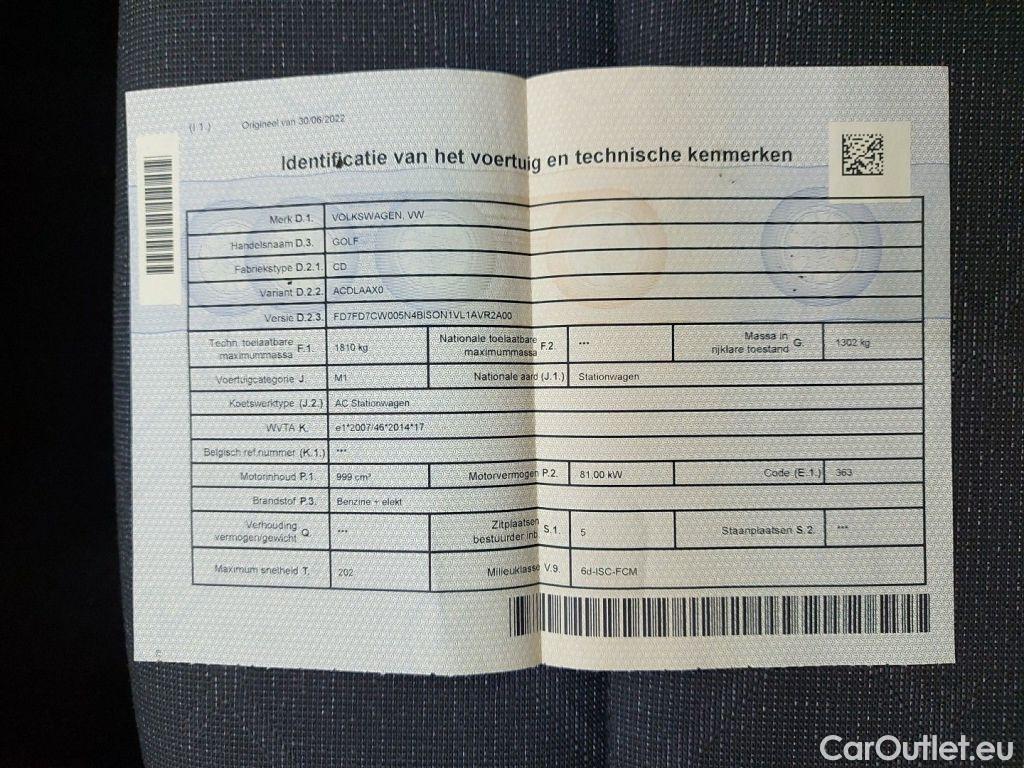 (I 1.) Origineel van 30/06/2022
Identificatie van het voertuig en technische kenmerken
Merk D.1. VOLKSWAGEN, VW
Handelsnaam D.3. GOLF
Fabriekstype D.2.1. CD
Variant D.2.2. ACDLAAX0
Versie D.2.3. FD7FD7CW005N4BISON1VL1AVR2A00
Techn. toelaatbare maximummassa F.1. 1810 kg Nationale toelaatbare maximummassa F.2. *** Massa in rijklare toestand G. 1302 kg
Voertuigcategorie J. M1 Nationale aard (J.1.) Stationwagen
Koetswerktype (J.2.) AC Stationwagen
WVTA K. e1*2007/46*2014*17
Belgisch ref.nummer (K.1.) ***
Motorinhoud P.1. 999 cm³ Motorvermogen P.2. 81,00 kW Code (E.1.) 363
Brandstof P.3. Benzine + elekt
Verhouding vermogen/gewicht Q. *** Zitplaatsen bestuurder inb. S.1. 5 Staanplaatsen S.2. ***
Maximum snelheid T. 202 Milieuklasse V.9. 6d-ISC-FCM
CarOutlet.eu